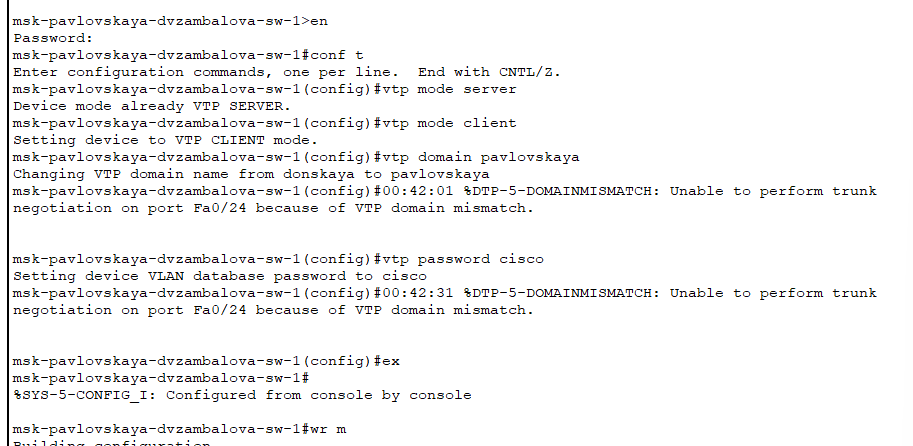 msk-pavlovskaya-dvzambalova-sw-1>en
Password:
msk-pavlovskaya-dvzambalova-sw-1#conf t
Enter configuration commands, one per line.  End with CNTL/Z.
msk-pavlovskaya-dvzambalova-sw-1(config)#vtp mode server
Device mode already VTP SERVER.
msk-pavlovskaya-dvzambalova-sw-1(config)#vtp mode client
Setting device to VTP CLIENT mode.
msk-pavlovskaya-dvzambalova-sw-1(config)#vtp domain pavlovskaya
Changing VTP domain name from donskaya to pavlovskaya
msk-pavlovskaya-dvzambalova-sw-1(config)#00:42:01 %DTP-5-DOMAINMISMATCH: Unable to perform trunk
negotiation on port Fa0/24 because of VTP domain mismatch.
msk-pavlovskaya-dvzambalova-sw-1(config)#vtp password cisco
Setting device VLAN database password to cisco
msk-pavlovskaya-dvzambalova-sw-1(config)#00:42:31 %DTP-5-DOMAINMISMATCH: Unable to perform trunk
negotiation on port Fa0/24 because of VTP domain mismatch.
msk-pavlovskaya-dvzambalova-sw-1(config)#ex
msk-pavlovskaya-dvzambalova-sw-1#
%SYS-5-CONFIG_I: Configured from console by console
msk-pavlovskaya-dvzambalova-sw-1#wr m
Building configuration